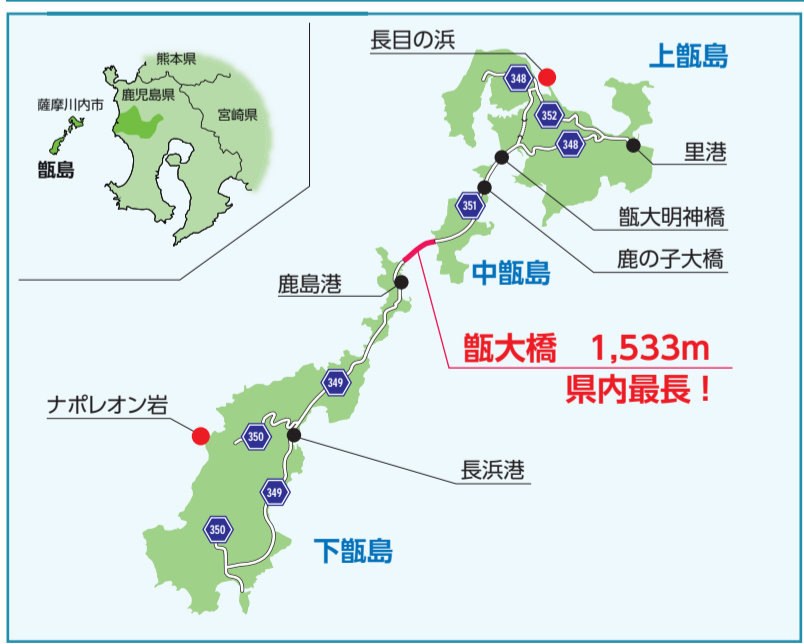 熊本県
鹿児島県
薩摩川内市
宮崎県
甑島
長目の浜
上甑島
348
352
348
里港
甑大明神橋
351
鹿の子大橋
中甑島
鹿島港
甑大橋 1,533m
県内最長！
349
ナポレオン岩
350
長浜港
349
350
下甑島